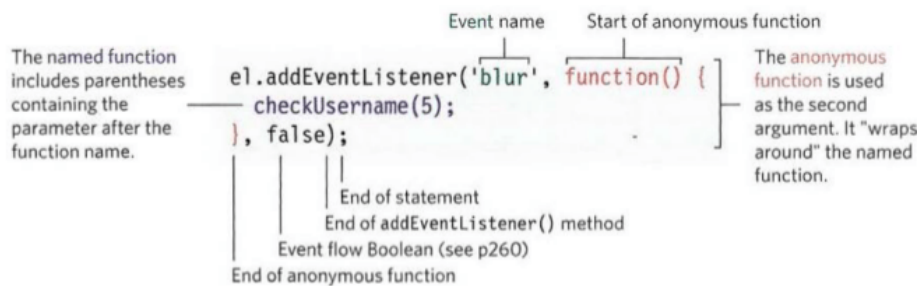 Event name
Start of anonymous function
The named function
includes parentheses
containing the
parameter after the
function name.
el.addEventListener('blur', function() {
checkUsername(5);
}, false);
The anonymous
function is used
as the second
argument. It "wraps
around" the named
function.
End of statement
End of addEventListener() method
Event flow Boolean (see p260)
End of anonymous function